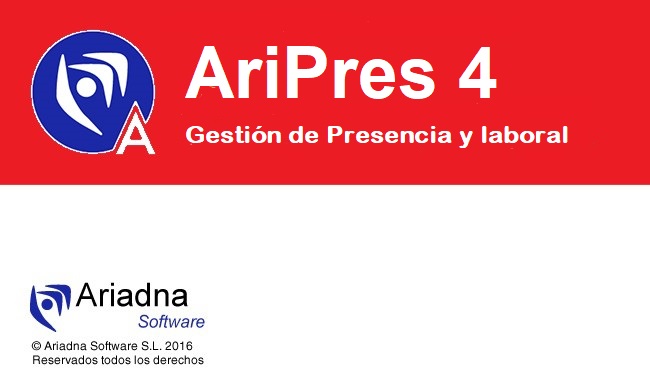 AriPres 4
A
Gestión de Presencia y laboral
Ariadna
Software
© Ariadna Software S.L. 2016
Reservados todos los derechos